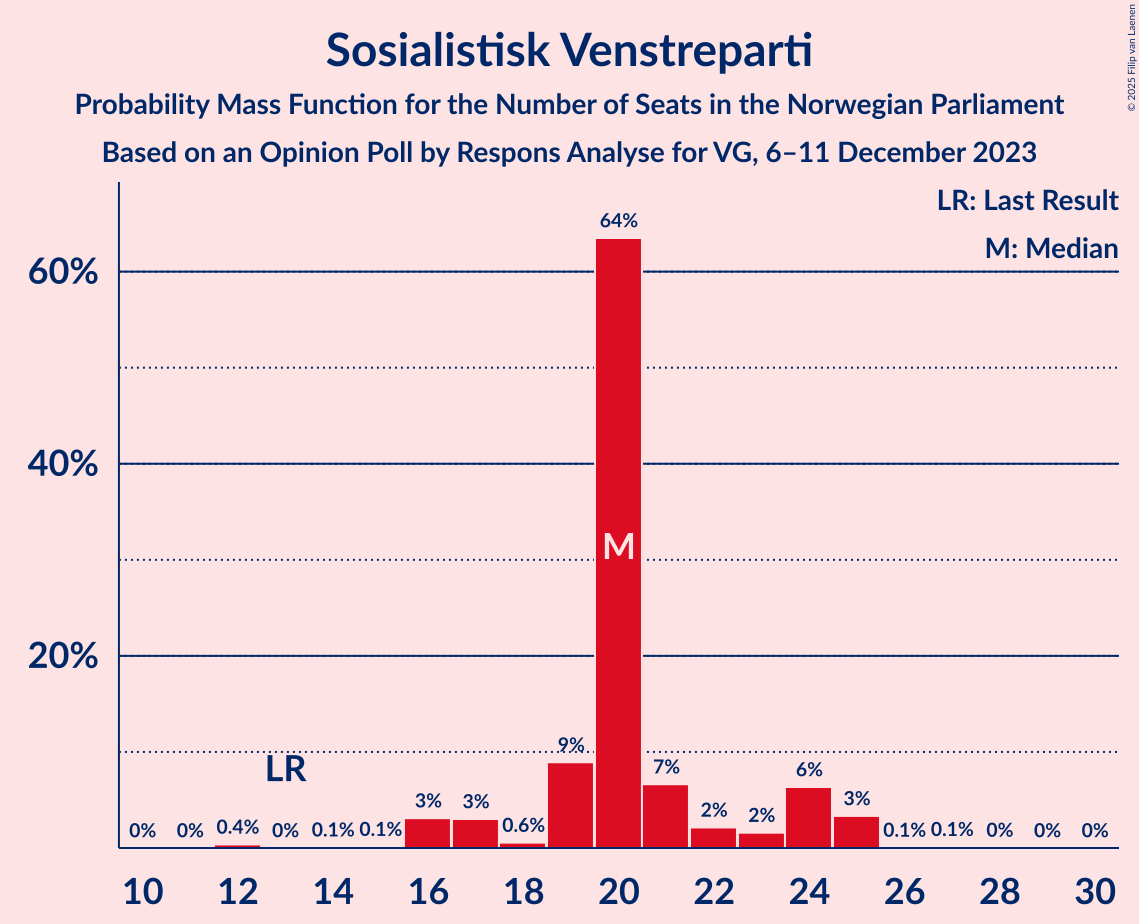 Sosialistisk Venstreparti
Probability Mass Function for the Number of Seats in the Norwegian Parliament
Based on an Opinion Poll by Respons Analyse for VG, 6–11 December 2023
© 2025 Filip van Laenen
LR: Last Result
M: Median
60%
40%
20%
0% 0% 0.4% 0% 0.1% 0.1% 3% 3% 0.6% 9% 64% 7% 2% 2% 6% 3% 0.1% 0.1% 0% 0% 0%
LR
M
10 12 14 16 18 20 22 24 26 28 30